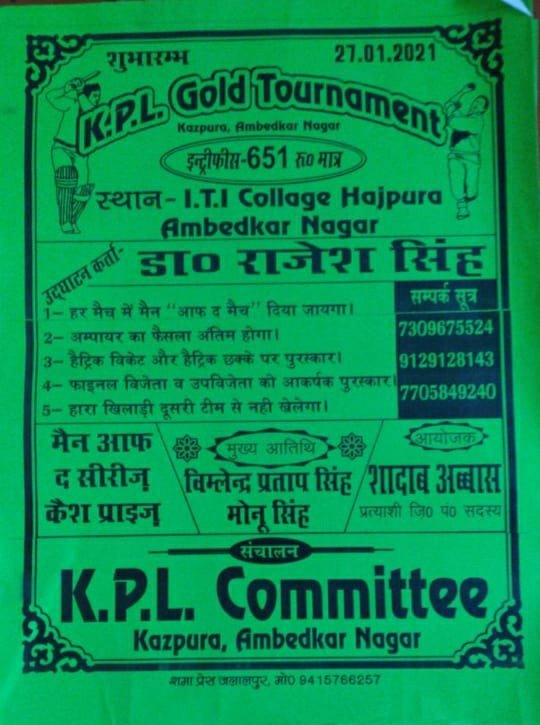 शुभारम्भ
27.01.2021
K.P.L. Gold Tournament
Kazpura, Ambedkar Nagar
इन्ट्रीफीस-651 रु० मात्र
स्थान- I.T.I Collage Hajpura
Ambedkar Nagar
उद्घाटन कर्ता-
डा० राजेश सिंह
सम्पर्क सूत्र
7309675524
9129128143
7705849240
1– हर मैच में मैन “आफ द मैच” दिया जायगा।
2– अम्पायर का फैसला अंतिम होगा।
3– हैट्रिक विकेट और हैट्रिक छक्के पर पुरस्कार।
4– फाइनल विजेता व उपविजेता को आकर्षक पुरस्कार।
5– हारा खिलाड़ी दूसरी टीम से नही खेलेगा।
मैन आफ
द सीरीज़
कैश प्राइज़
मुख्य आतिथि
विम्लेन्द्र प्रताप सिंह
मोनू सिंह
आयोजक
शादाब अब्बास
प्रत्याशी जि० पं० सदस्य
संचालन
K.P.L. Committee
Kazpura, Ambedkar Nagar
शमा प्रेस जलालपुर, मो0 9415766257